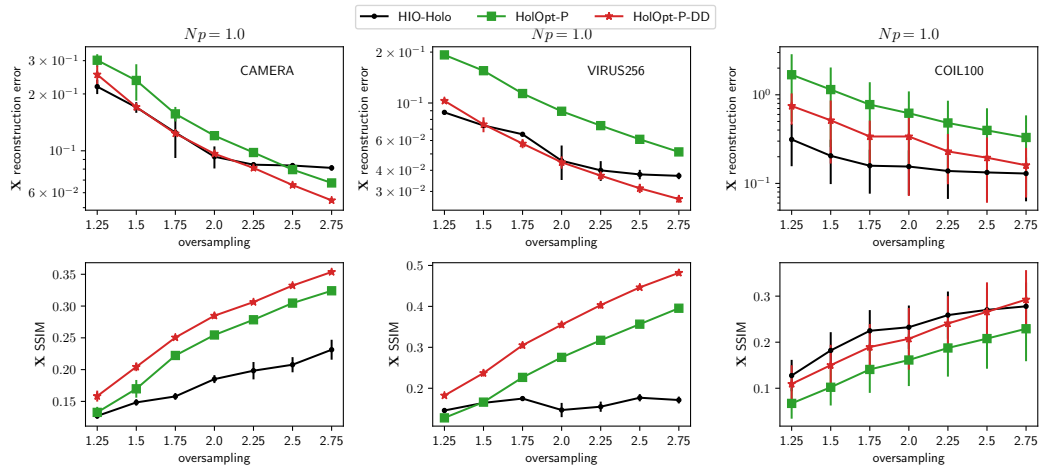 HIO-Holo HolOpt-P HolOpt-P-DD
Np = 1.0 Np = 1.0 Np = 1.0
CAMERA
X reconstruction error
3 × 10⁻¹
2 × 10⁻¹
10⁻¹
6 × 10⁻²
1.25 1.5 1.75 2.0 2.25 2.5 2.75
oversampling
VIRUS256
X reconstruction error
2 × 10⁻¹
10⁻¹
6 × 10⁻²
4 × 10⁻²
3 × 10⁻²
1.25 1.5 1.75 2.0 2.25 2.5 2.75
oversampling
COIL100
X reconstruction error
10⁰
10⁻¹
1.25 1.5 1.75 2.0 2.25 2.5 2.75
oversampling
X SSIM
0.35
0.30
0.25
0.20
0.15
1.25 1.5 1.75 2.0 2.25 2.5 2.75
oversampling
X SSIM
0.5
0.4
0.3
0.2
1.25 1.5 1.75 2.0 2.25 2.5 2.75
oversampling
X SSIM
0.3
0.2
0.1
1.25 1.5 1.75 2.0 2.25 2.5 2.75
oversampling